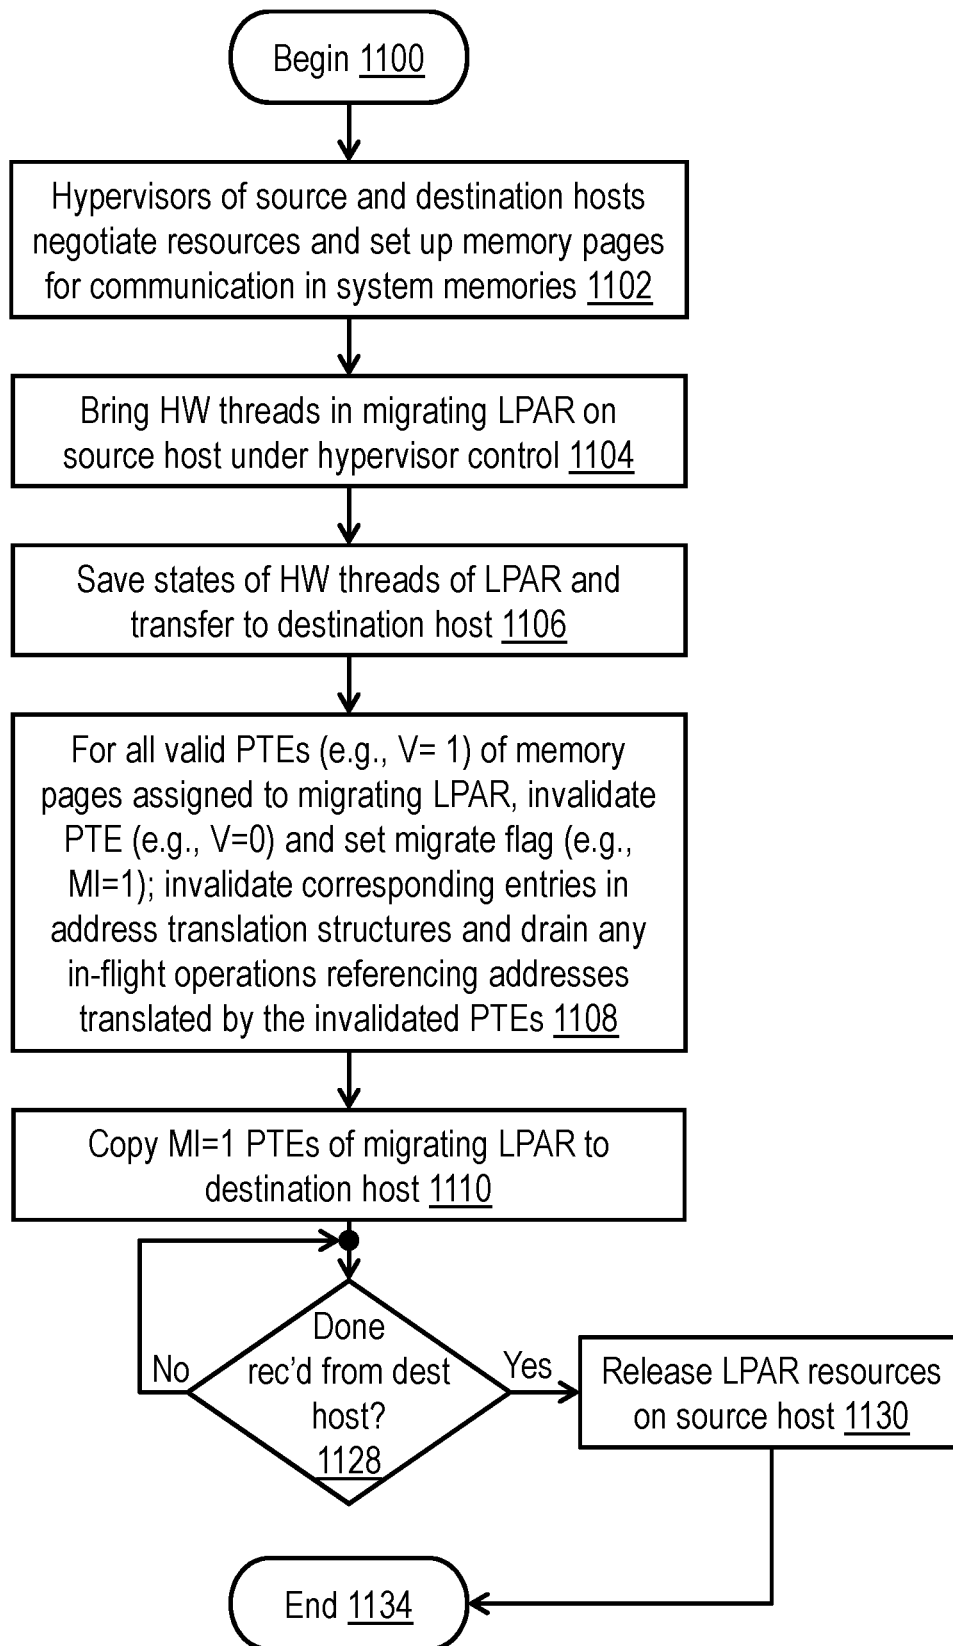 Begin 1100
Hypervisors of source and destination hosts
negotiate resources and set up memory pages
for communication in system memories 1102
Bring HW threads in migrating LPAR on
source host under hypervisor control 1104
Save states of HW threads of LPAR and
transfer to destination host 1106
For all valid PTEs (e.g., V= 1) of memory
pages assigned to migrating LPAR, invalidate
PTE (e.g., V=0) and set migrate flag (e.g.,
MI=1); invalidate corresponding entries in
address translation structures and drain any
in-flight operations referencing addresses
translated by the invalidated PTEs 1108
Copy MI=1 PTEs of migrating LPAR to
destination host 1110
Done
rec'd from dest
host?
1128
No
Yes
Release LPAR resources
on source host 1130
End 1134